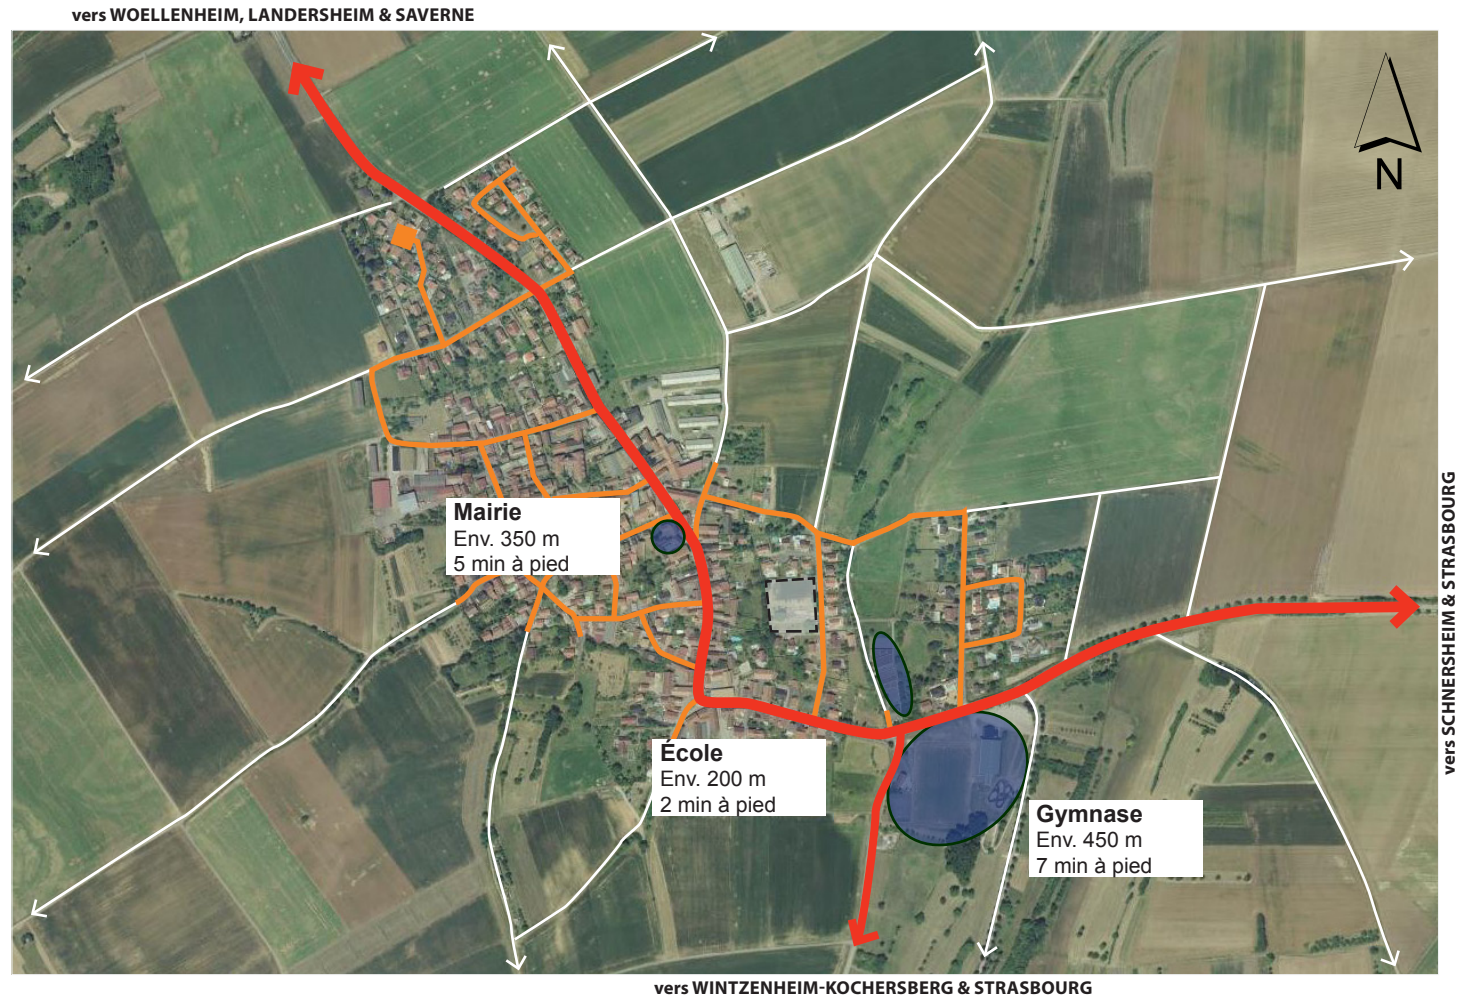 vers WOELLENHEIM, LANDERSHEIM & SAVERNE
N
Mairie
Env. 350 m
5 min à pied
École
Env. 200 m
2 min à pied
Gymnase
Env. 450 m
7 min à pied
vers SCHNERSHEIM & STRASBOURG
vers WINTZENHEIM-KOCHERSBERG & STRASBOURG